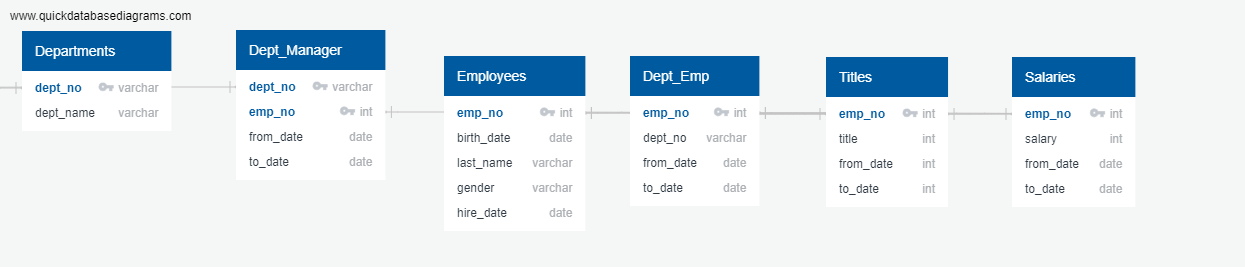 www.quickdatabasediagrams.com
Departments
dept_no varchar
dept_name varchar
Dept_Manager
dept_no varchar
emp_no int
from_date date
to_date date
Employees
emp_no int
birth_date date
last_name varchar
gender varchar
hire_date date
Dept_Emp
emp_no int
dept_no varchar
from_date date
to_date date
Titles
emp_no int
title int
from_date int
to_date int
Salaries
emp_no int
salary int
from_date date
to_date date